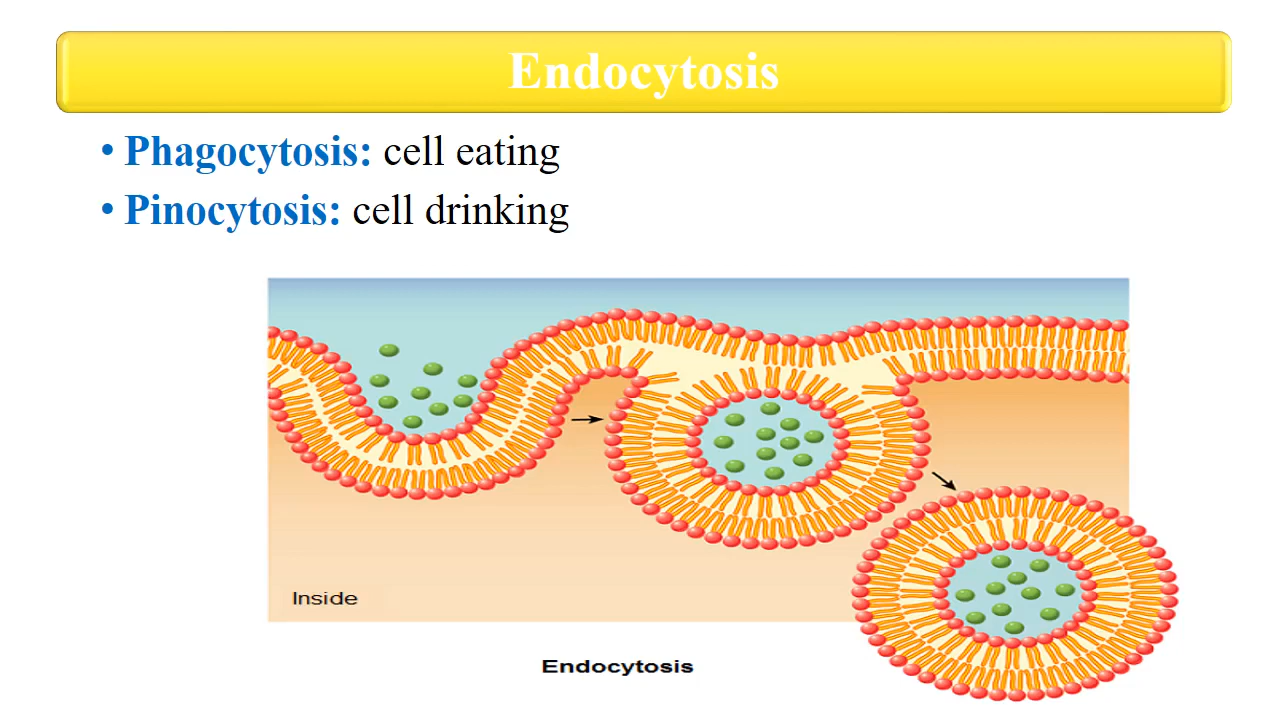 Endocytosis
• Phagocytosis: cell eating
• Pinocytosis: cell drinking
Inside
Endocytosis